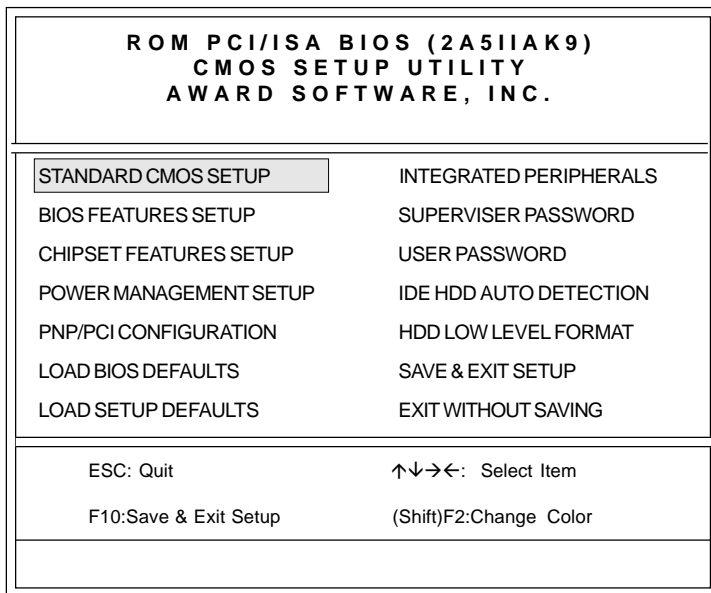 ROM PCI/ISA BIOS (2A5IIAK9)
CMOS SETUP UTILITY
AWARD SOFTWARE, INC.
STANDARD CMOS SETUP
INTEGRATED PERIPHERALS
BIOS FEATURES SETUP
SUPERVISER PASSWORD
CHIPSET FEATURES SETUP
USER PASSWORD
POWER MANAGEMENT SETUP
IDE HDD AUTO DETECTION
PNP/PCI CONFIGURATION
HDD LOW LEVEL FORMAT
LOAD BIOS DEFAULTS
SAVE & EXIT SETUP
LOAD SETUP DEFAULTS
EXIT WITHOUT SAVING
ESC: Quit
↑↓→←: Select Item
F10:Save & Exit Setup
(Shift)F2:Change Color